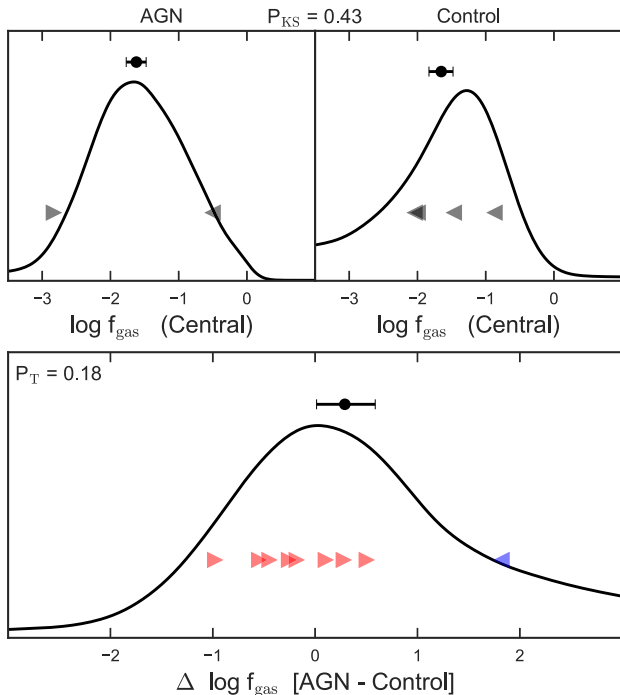 AGN P_KS = 0.43 Control
−3 −2 −1 0 −3 −2 −1 0
log f_gas (Central) log f_gas (Central)
P_T = 0.18
−2 −1 0 1 2
Δ log f_gas [AGN - Control]